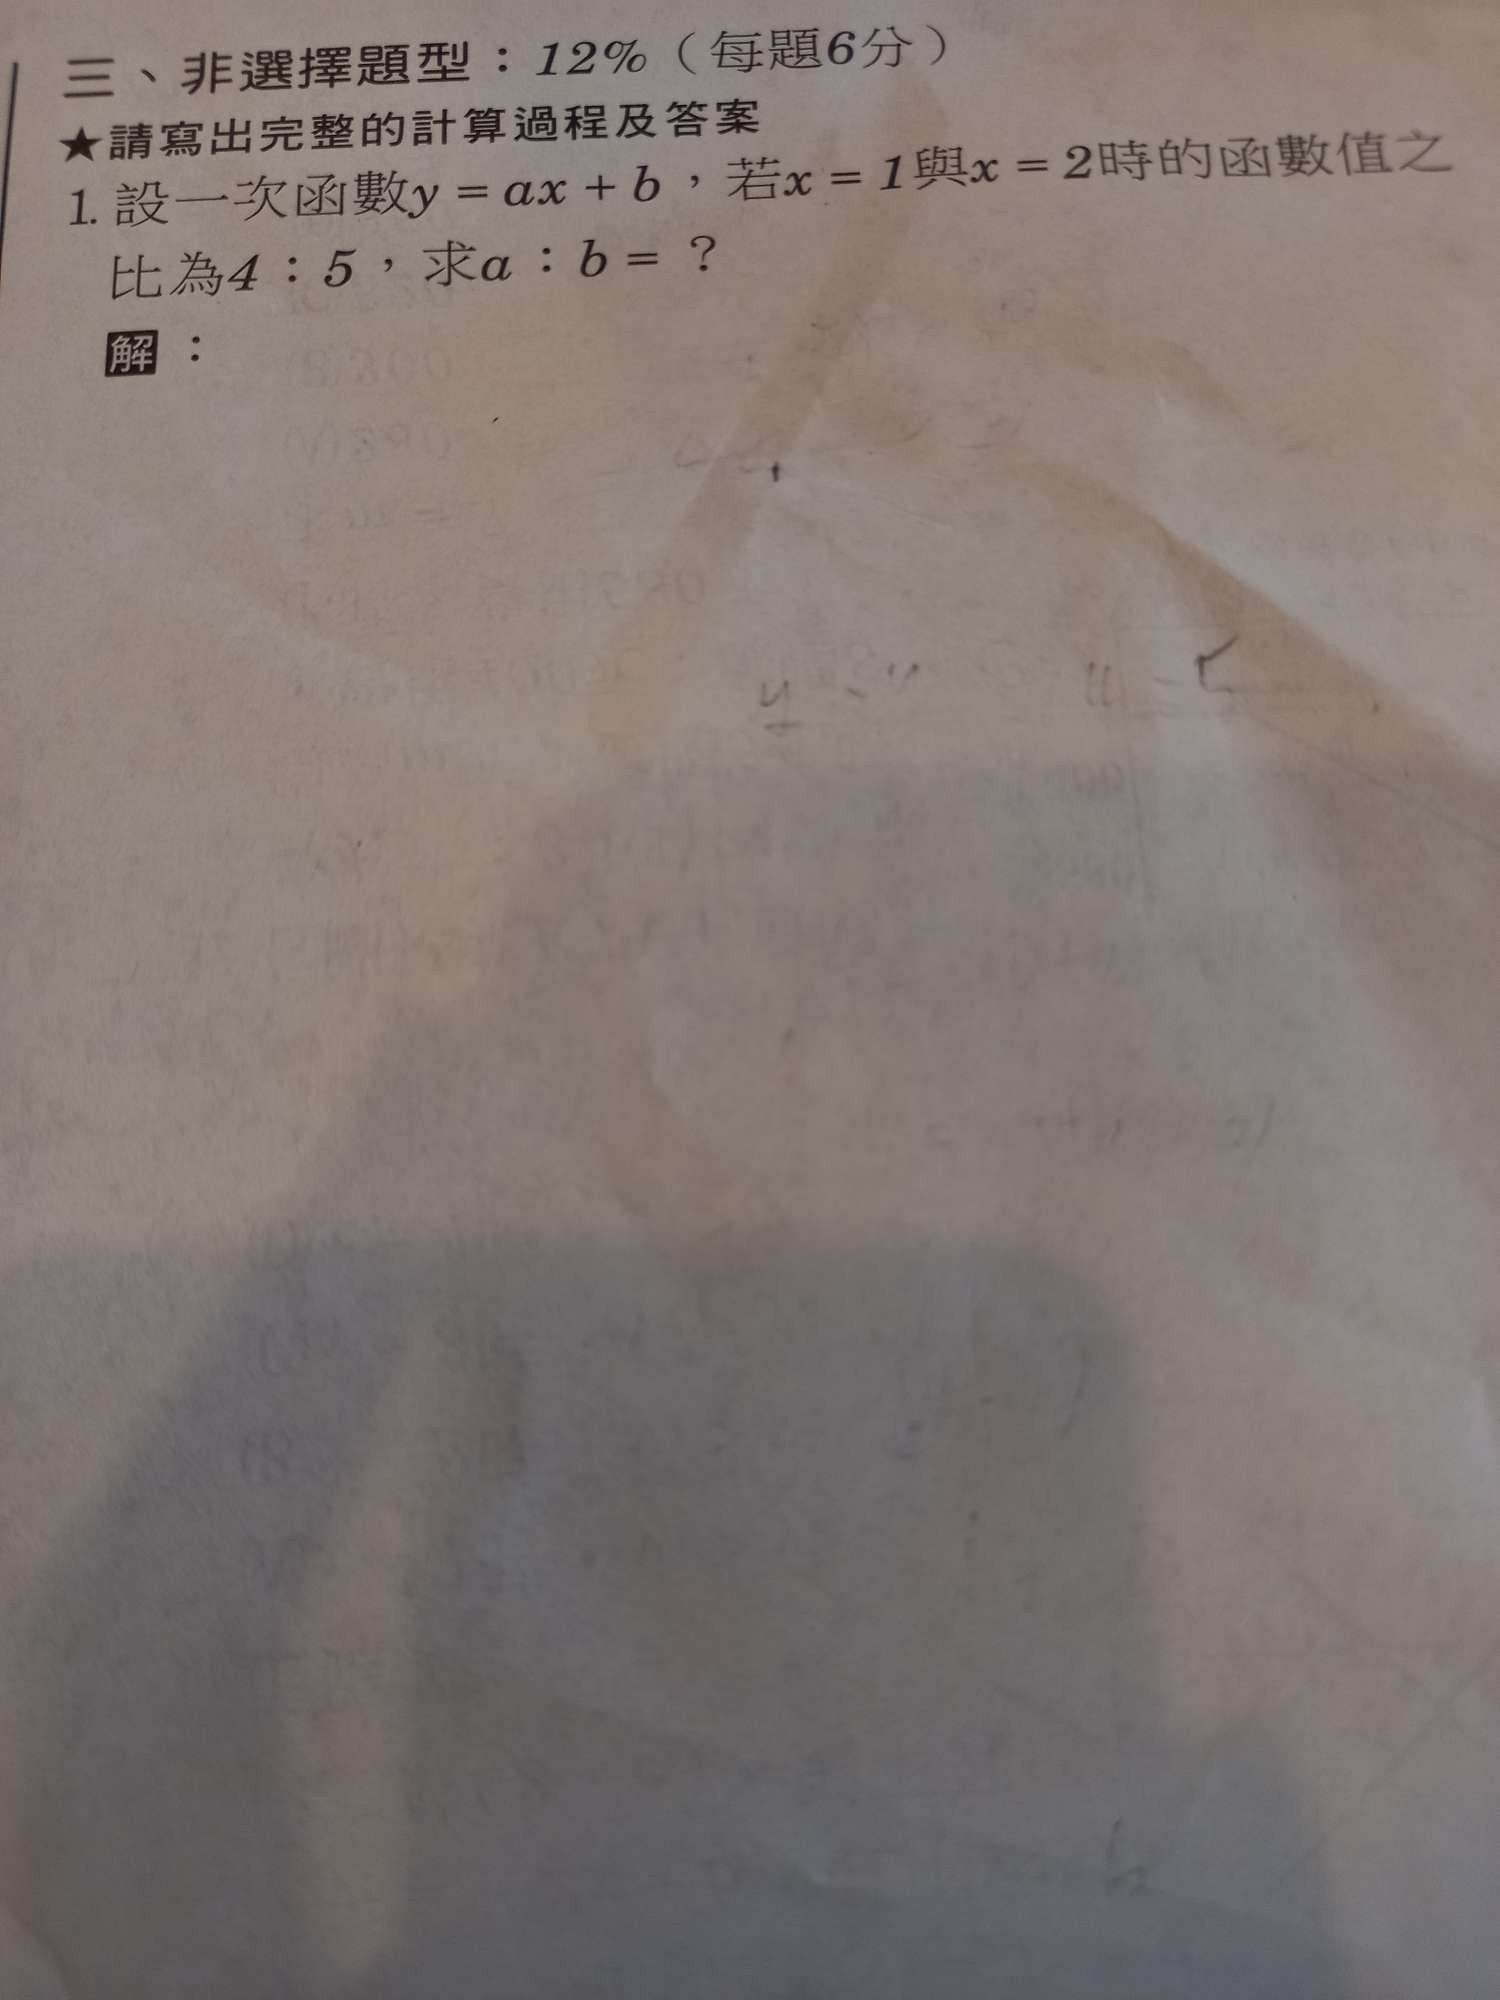 三、非選擇題型：12%（每題6分）
★請寫出完整的計算過程及答案
1. 設一次函數y = ax + b，若x = 1與x = 2時的函數值之
比為4：5，求a：b = ？
解：